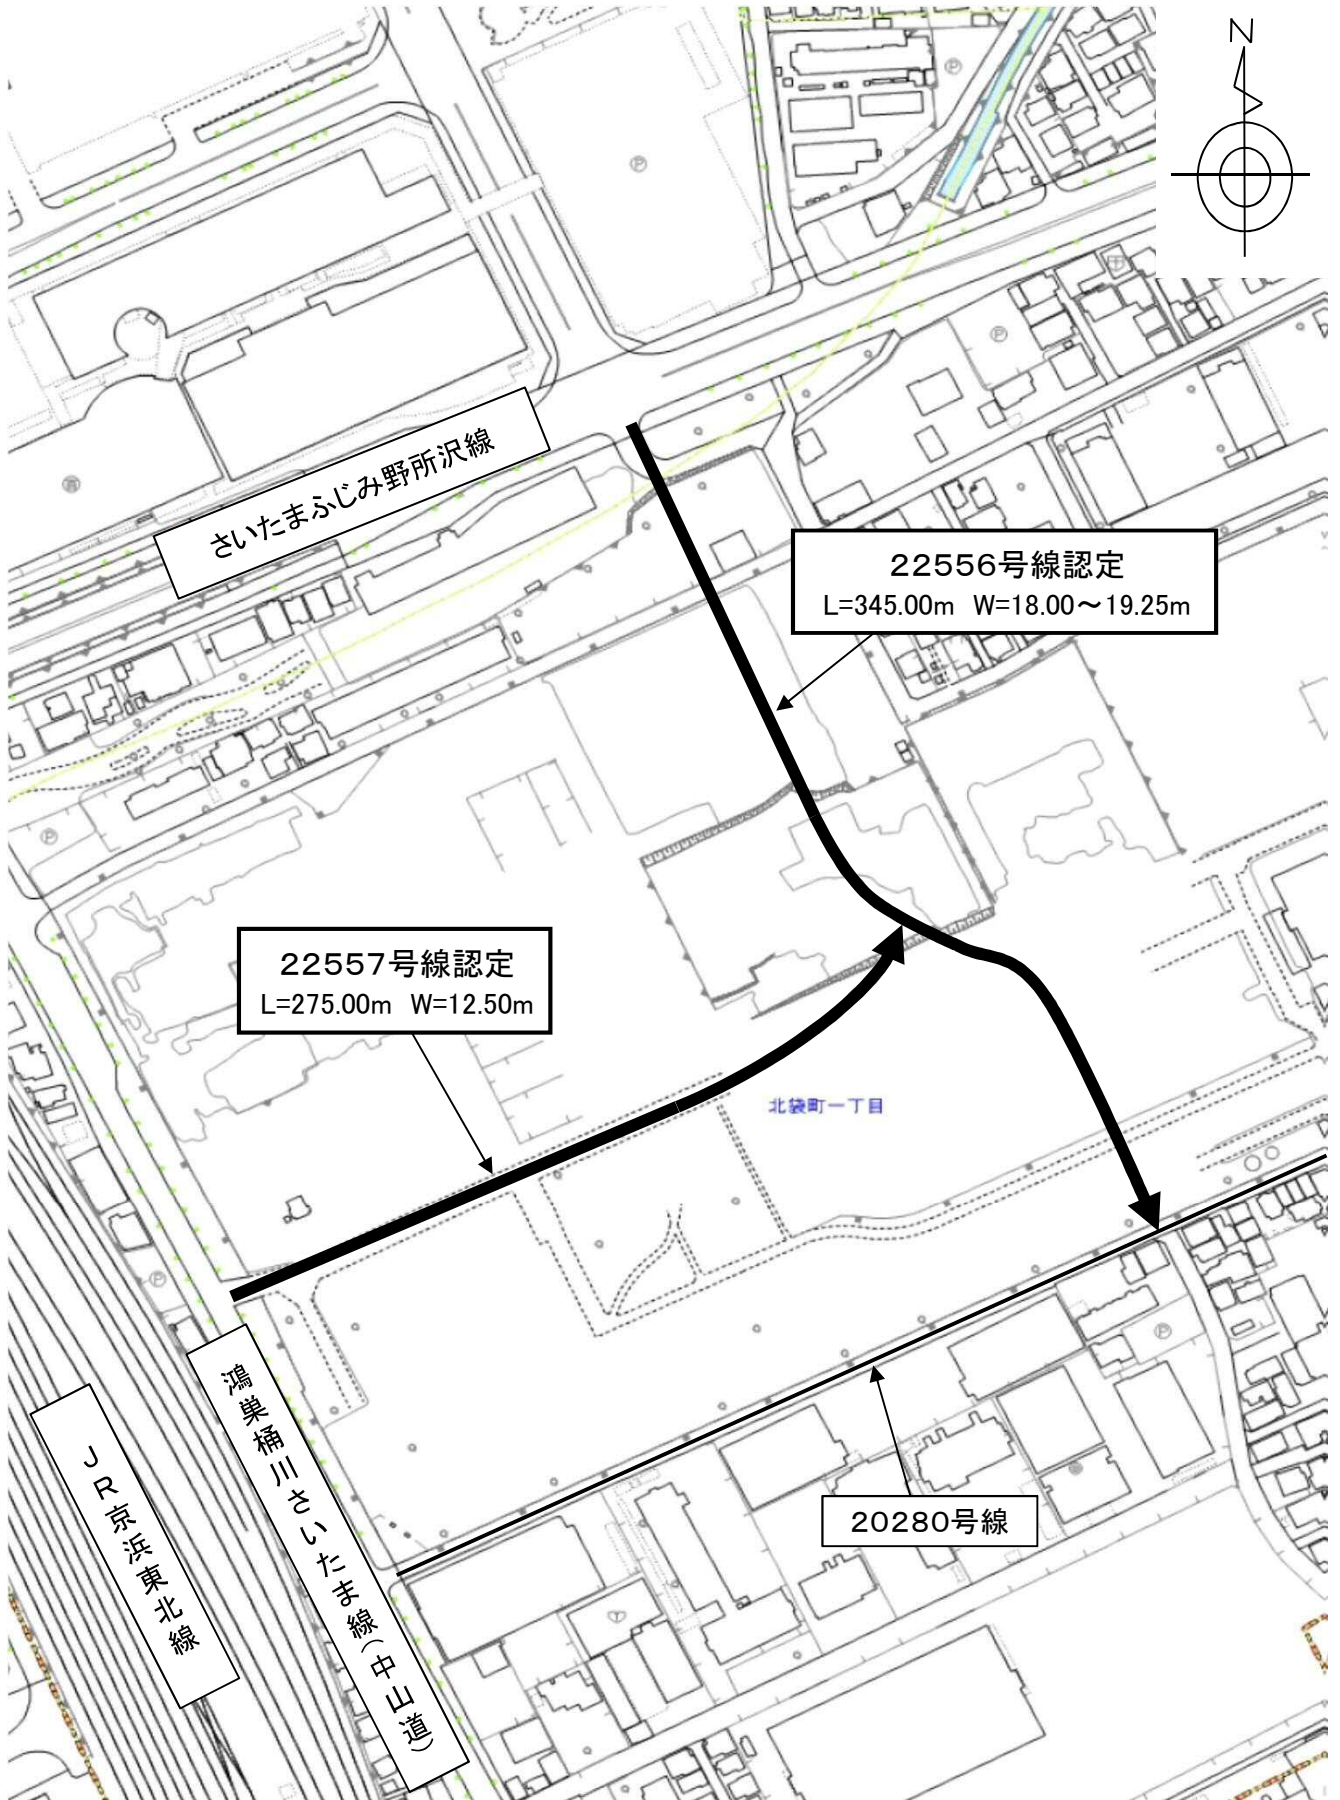 N
さいたまふじみ野所沢線
22556号線認定
L=345.00m W=18.00～19.25m
22557号線認定
L=275.00m W=12.50m
北袋町一丁目
20280号線
鴻巣桶川さいたま線（中山道）
ＪＲ京浜東北線